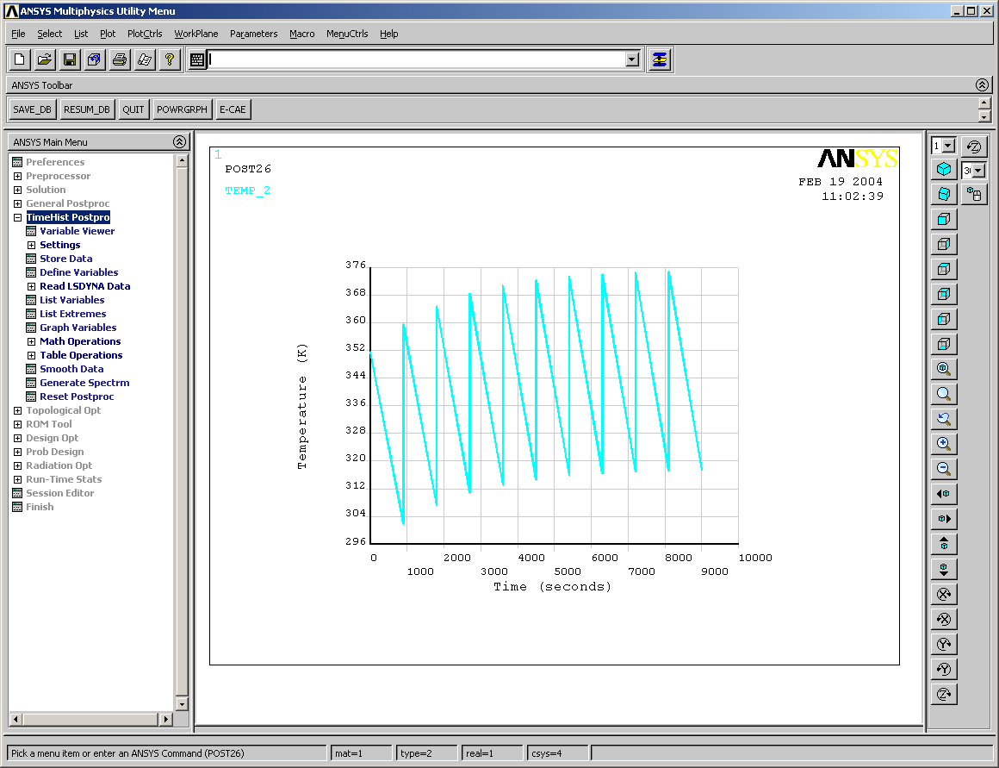 ANSYS Multiphysics Utility Menu
File Select List Plot PlotCtrls WorkPlane Parameters Macro MenuCtrls Help
ANSYS Toolbar
SAVE_DB RESUM_DB QUIT POWRGRPH E-CAE
ANSYS Main Menu
Preferences
Preprocessor
Solution
General Postproc
TimeHist Postpro
Variable Viewer
Settings
Store Data
Define Variables
Read LSDYNA Data
List Variables
List Extremes
Graph Variables
Math Operations
Table Operations
Smooth Data
Generate Spectrm
Reset Postproc
Topological Opt
ROM Tool
Design Opt
Prob Design
Radiation Opt
Run-Time Stats
Session Editor
Finish
1
POST26
TEMP_2
ANSYS
FEB 19 2004
11:02:39
376
368
360
352
344
336
328
320
312
304
296
Temperature (K)
0 2000 4000 6000 8000 10000
1000 3000 5000 7000 9000
Time (seconds)
1
Pick a menu item or enter an ANSYS Command (POST26) mat=1 type=2 real=1 csys=4